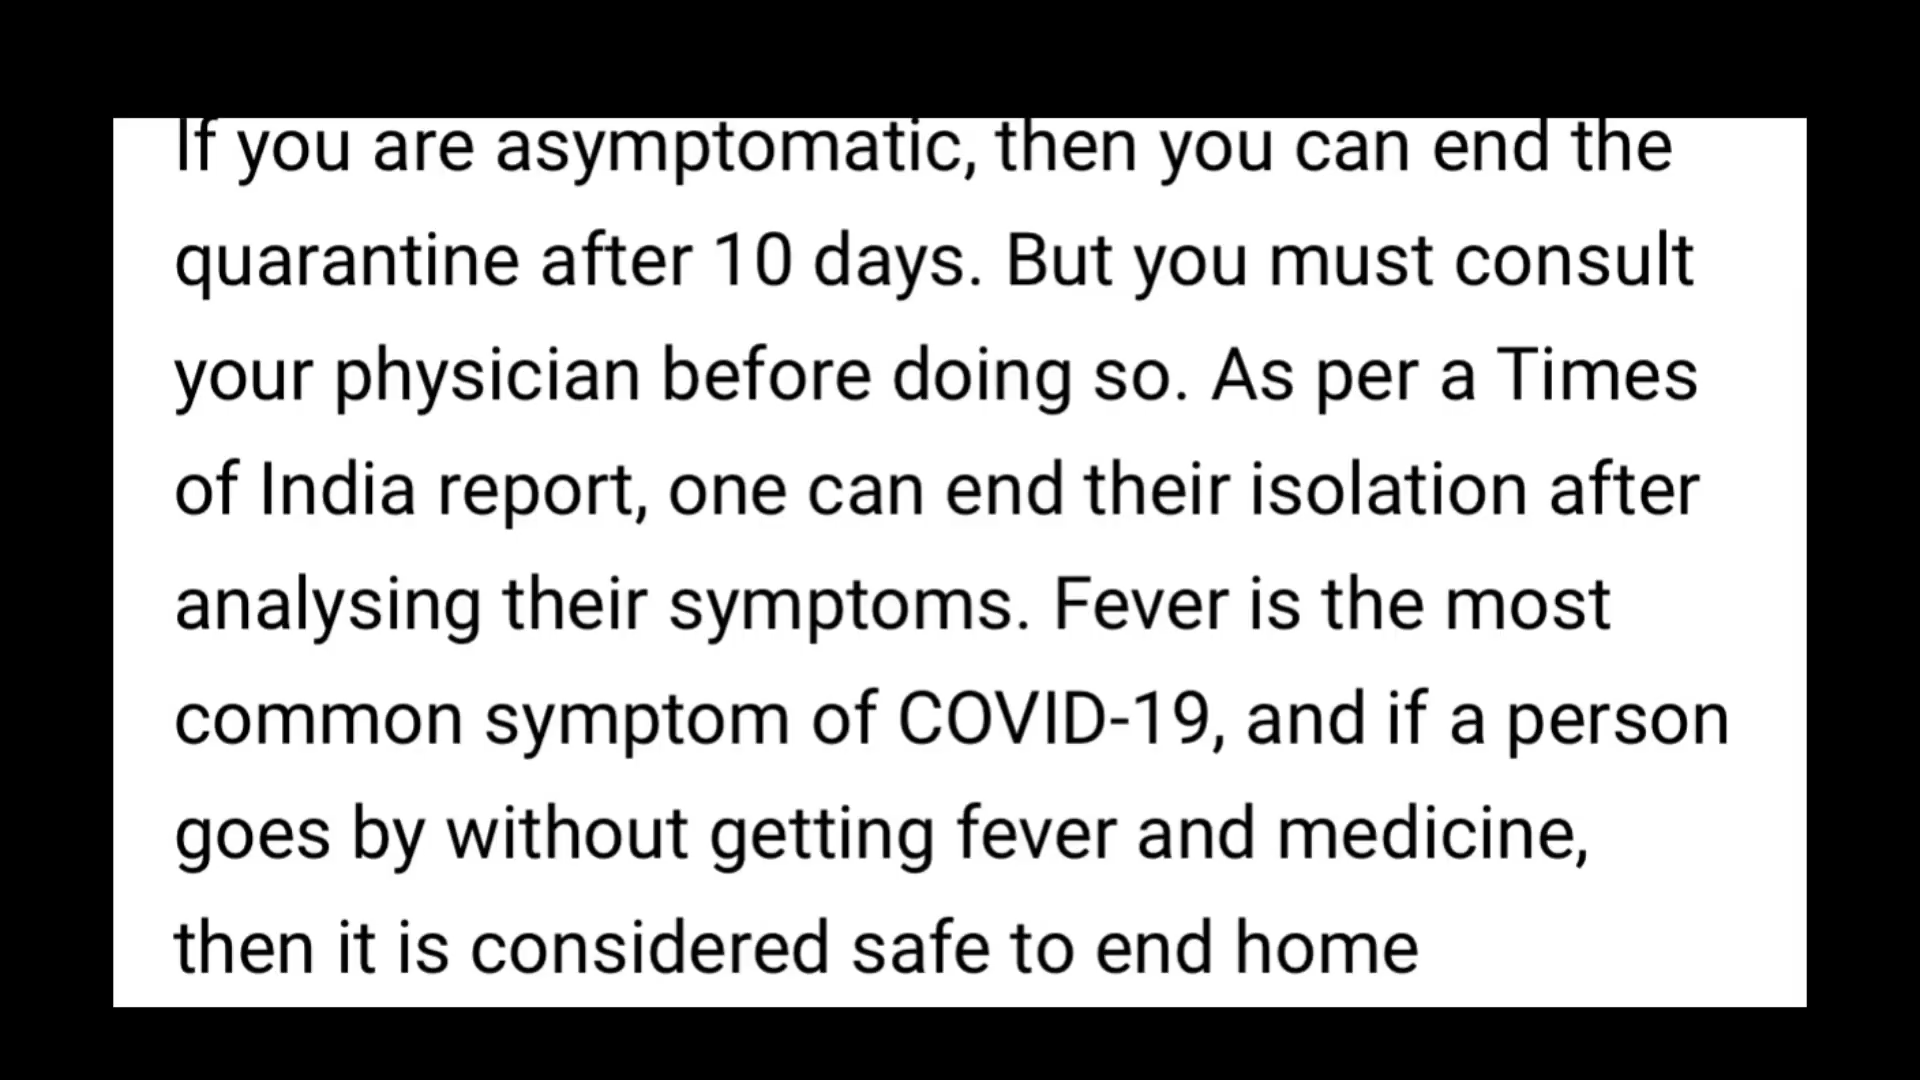 If you are asymptomatic, then you can end the
quarantine after 10 days. But you must consult
your physician before doing so. As per a Times
of India report, one can end their isolation after
analysing their symptoms. Fever is the most
common symptom of COVID-19, and if a person
goes by without getting fever and medicine,
then it is considered safe to end home